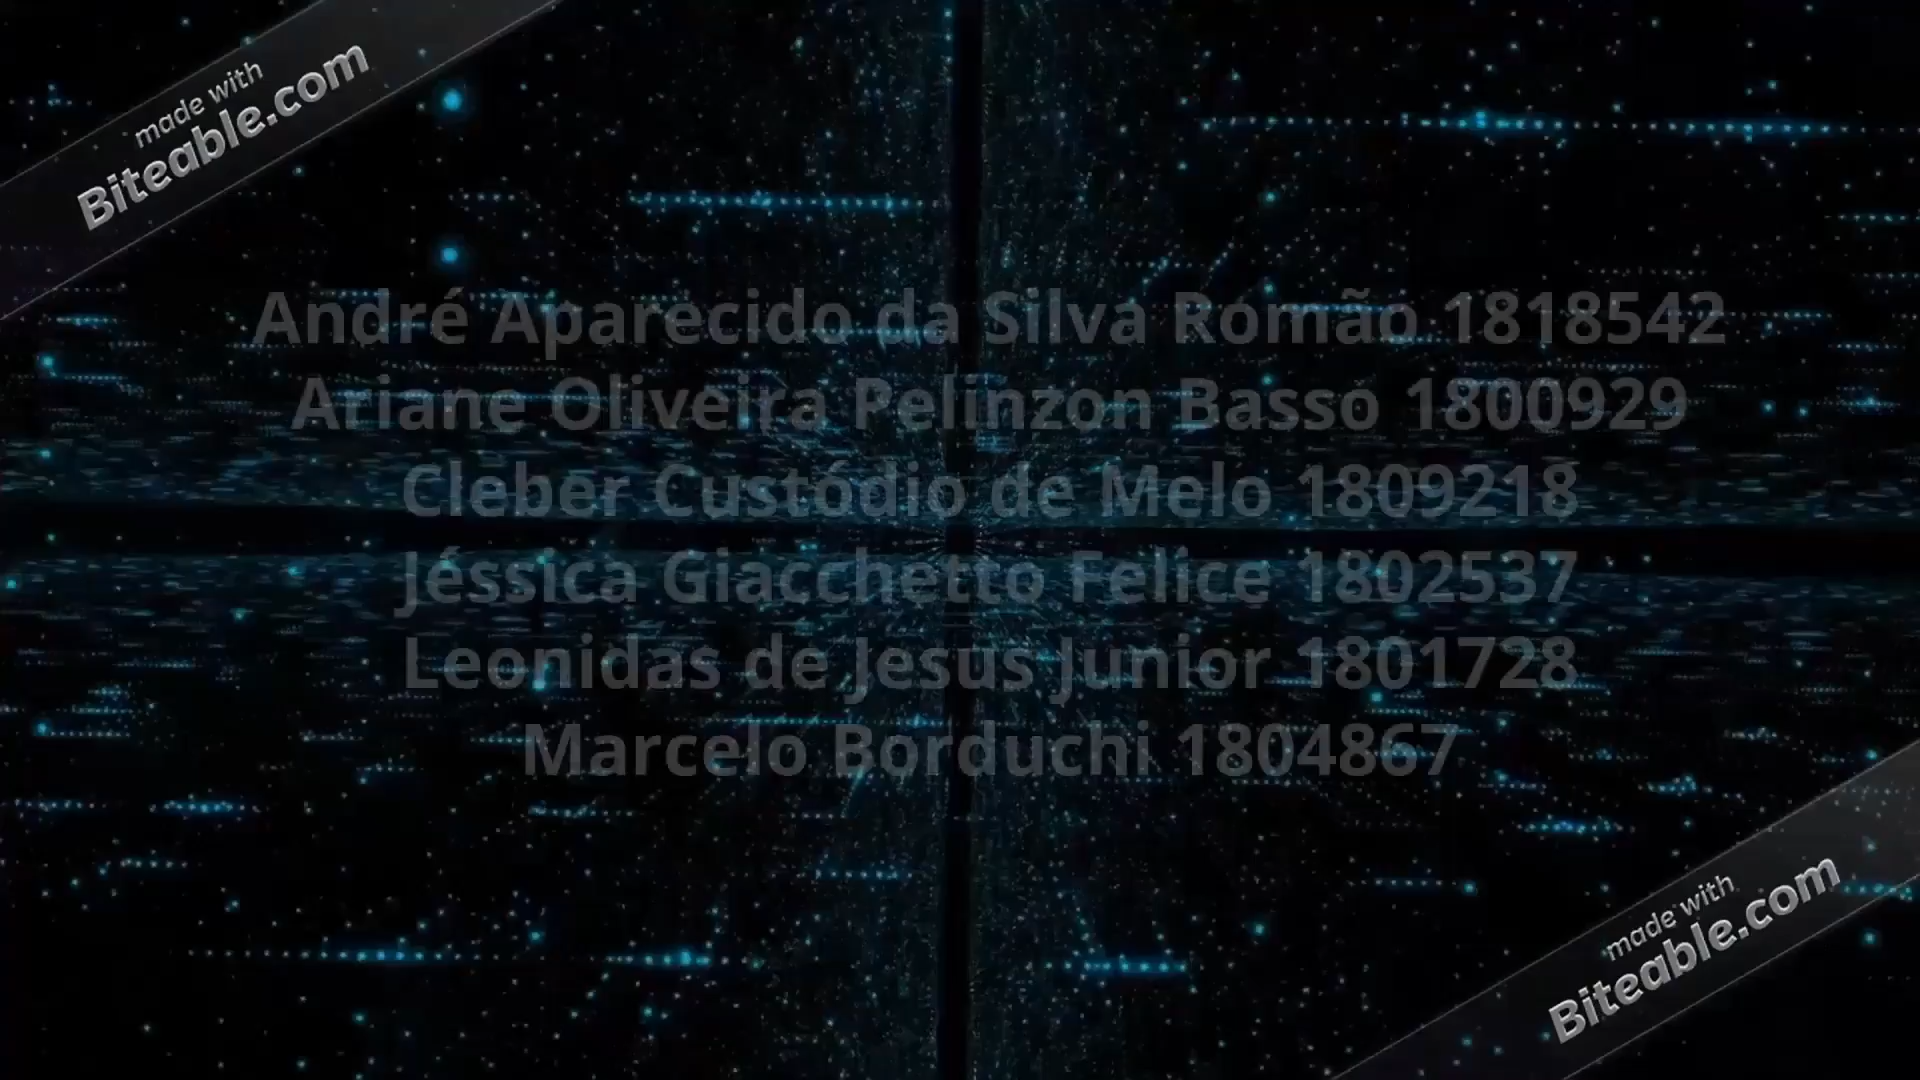 made with
Biteable.com
André Aparecido da Silva Romão 1818542
Ariane Oliveira Pelinzon Basso 1800929
Cleber Custódio de Melo 1809218
Jéssica Giacchetto Felice 1802537
Leonidas de Jesus Junior 1801728
Marcelo Borduchi 1804867
made with
Biteable.com